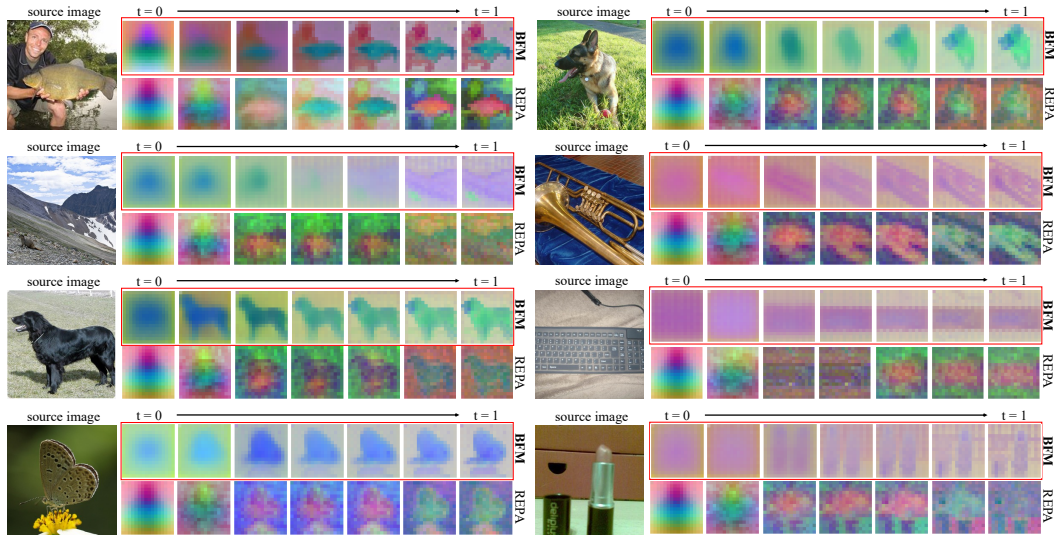 source image t = 0 t = 1
BFM
REPA
source image t = 0 t = 1
BFM
REPA
source image t = 0 t = 1
BFM
REPA
source image t = 0 t = 1
BFM
REPA
source image t = 0 t = 1
BFM
REPA
source image t = 0 t = 1
BFM
REPA
source image t = 0 t = 1
BFM
REPA
source image t = 0 t = 1
BFM
REPA